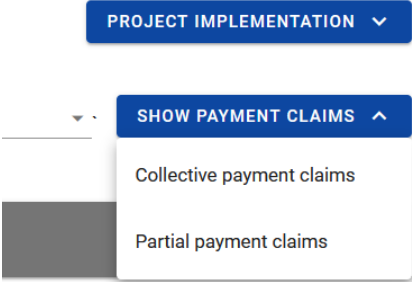 PROJECT IMPLEMENTATION
SHOW PAYMENT CLAIMS
Collective payment claims
Partial payment claims